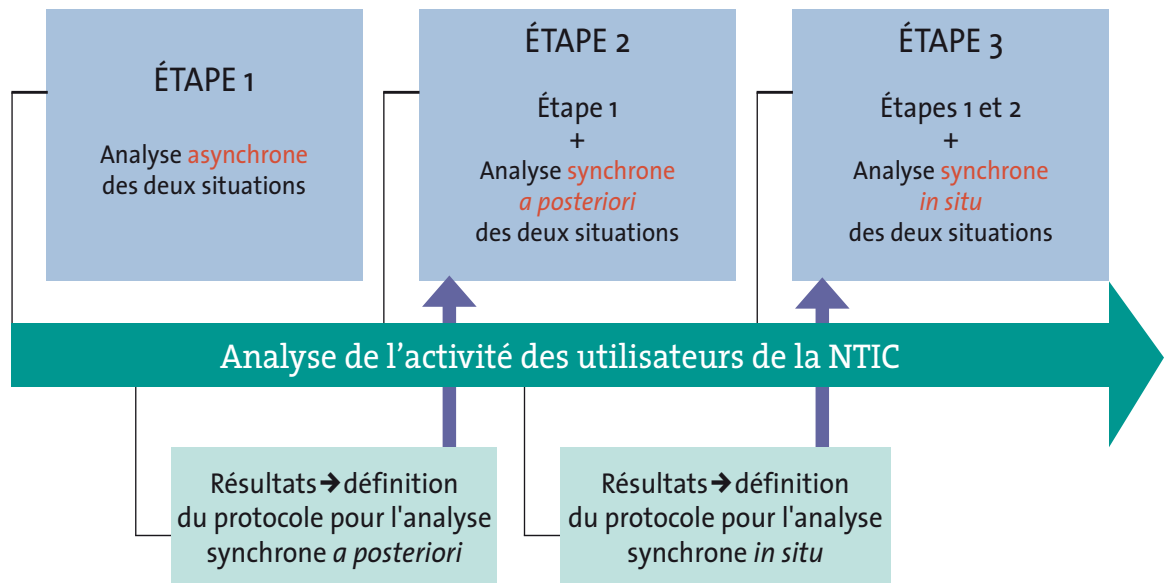 ÉTAPE 1
Analyse asynchrone
des deux situations
ÉTAPE 2
Étape 1
+
Analyse synchrone
a posteriori
des deux situations
ÉTAPE 3
Étapes 1 et 2
+
Analyse synchrone
in situ
des deux situations
Analyse de l’activité des utilisateurs de la NTIC
Résultats➔définition
du protocole pour l'analyse
synchrone a posteriori
Résultats➔définition
du protocole pour l'analyse
synchrone in situ